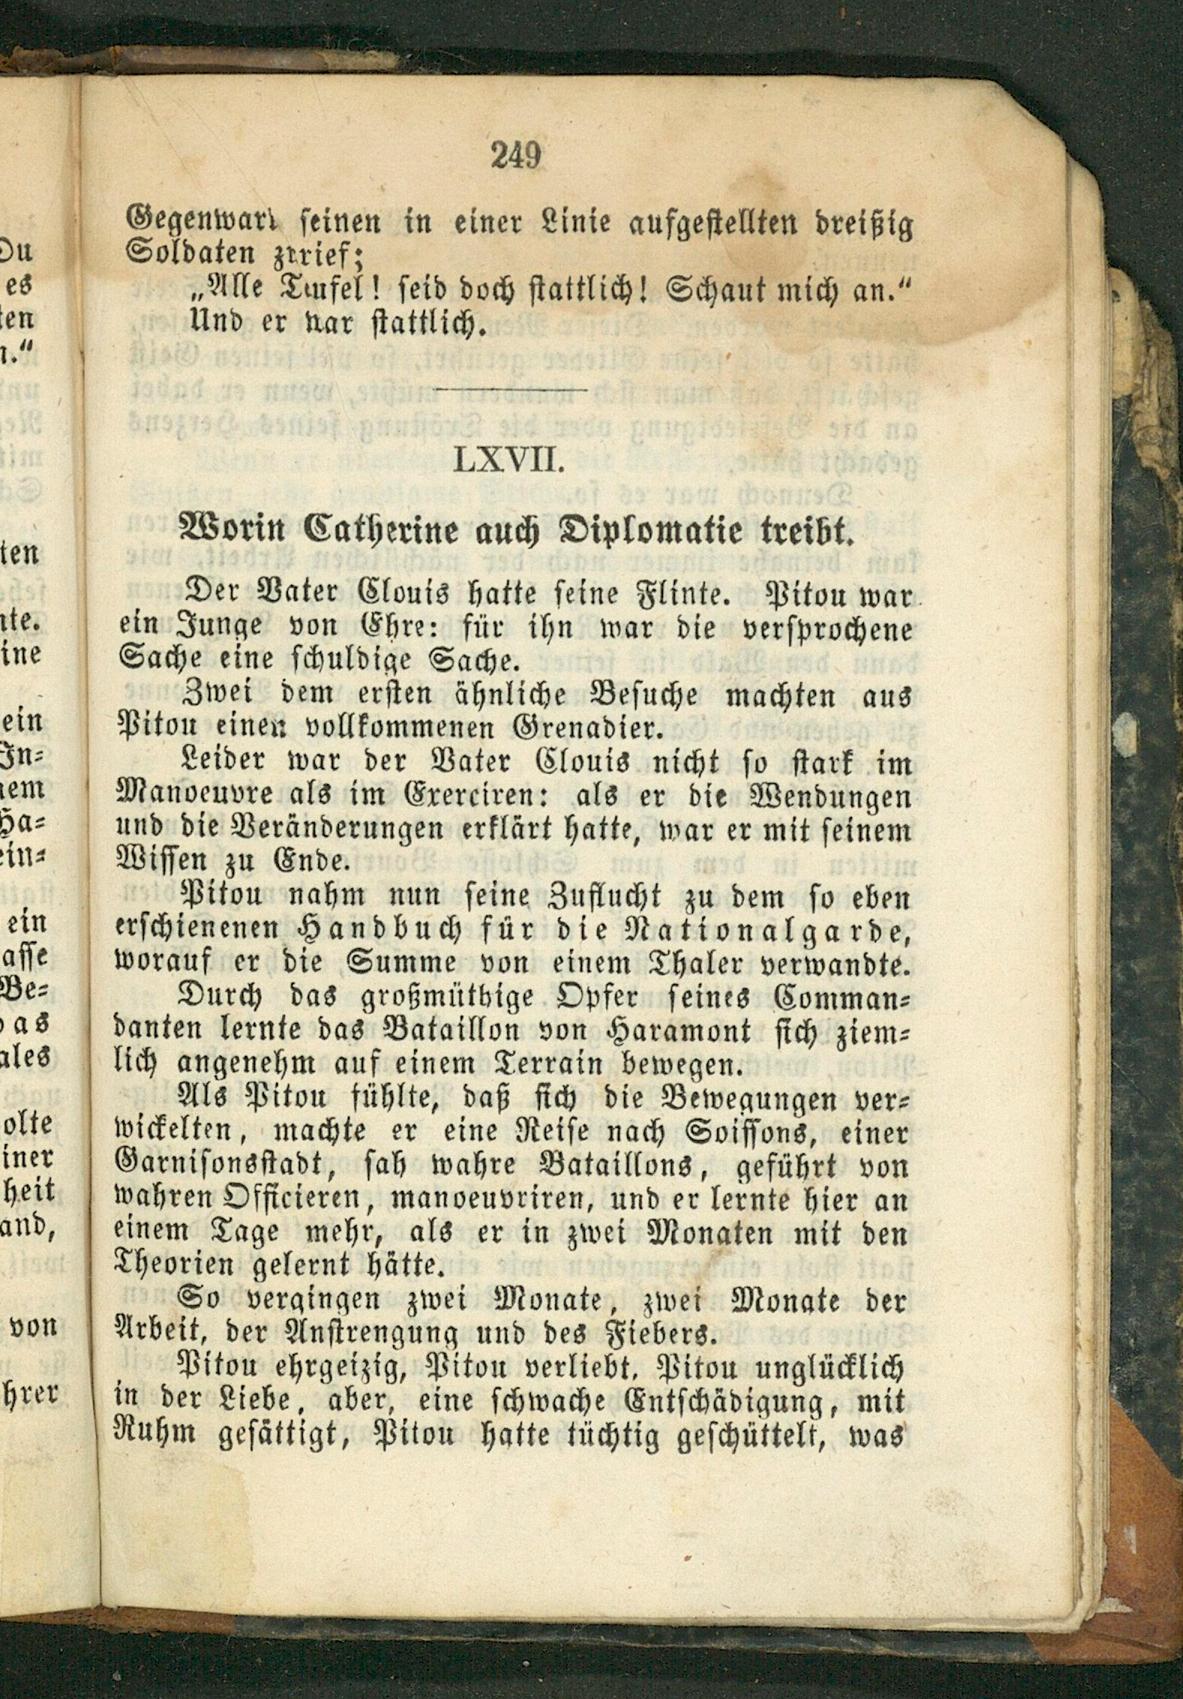 249
Gegenwart seinen in einer Linie aufgestellten dreißig
Soldaten zurief;
„Alle Teufel! seid doch stattlich! Schaut mich an.“
Und er war stattlich.
LXVII.
Worin Catherine auch Diplomatie treibt.
Der Vater Clouis hatte seine Flinte. Pitou war
ein Junge von Ehre: für ihn war die versprochene
Sache eine schuldige Sache.
Zwei dem ersten ähnliche Besuche machten aus
Pitou einen vollkommenen Grenadier.
Leider war der Vater Clouis nicht so stark im
Manoeuvre als im Exerciren: als er die Wendungen
und die Veränderungen erklärt hatte, war er mit seinem
Wissen zu Ende.
Pitou nahm nun seine Zuflucht zu dem so eben
erschienenen Handbuch für die Nationalgarde,
worauf er die Summe von einem Thaler verwandte.
Durch das großmüthige Opfer seines Comman-
danten lernte das Bataillon von Haramont sich ziem-
lich angenehm auf einem Terrain bewegen.
Als Pitou fühlte, daß sich die Bewegungen ver-
wickelten, machte er eine Reise nach Soissons, einer
Garnisonsstadt, sah wahre Bataillons, geführt von
wahren Officieren, manoeuvriren, und er lernte hier an
einem Tage mehr, als er in zwei Monaten mit den
Theorien gelernt hätte.
So vergingen zwei Monate, zwei Monate der
Arbeit, der Anstrengung und des Fiebers.
Pitou ehrgeizig, Pitou verliebt, Pitou unglücklich
in der Liebe, aber, eine schwache Entschädigung, mit
Ruhm gesättigt, Pitou hatte tüchtig geschüttelt, was